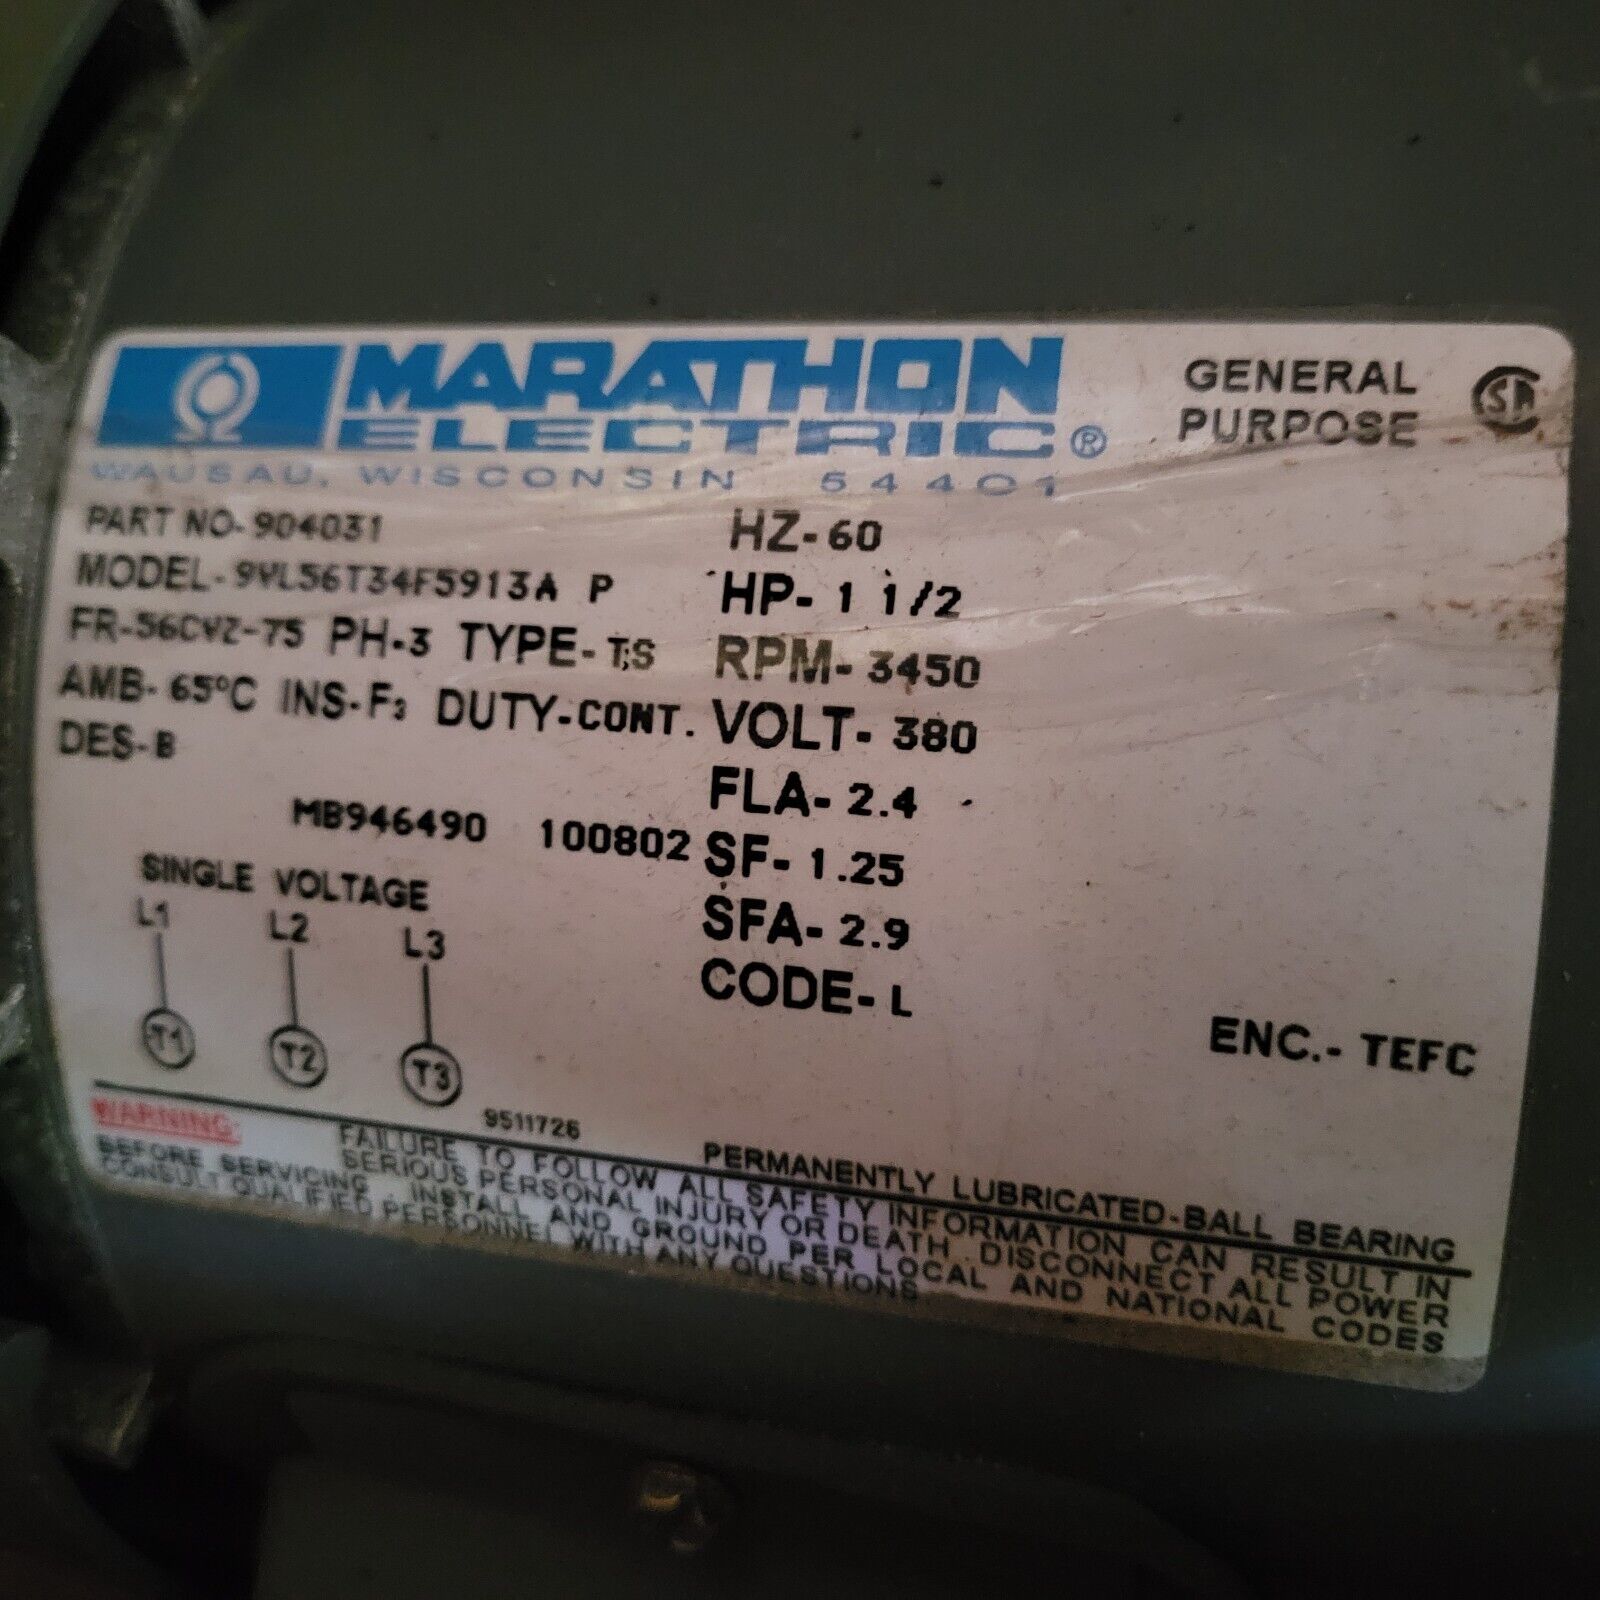 MARATHON
ELECTRIC®
WAUSAU, WISCONSIN 54401
GENERAL
PURPOSE
SA
PART NO-904031
MODEL-9VL56T34F5913A P
FR-56CVZ-75 PH-3 TYPE-TS
AMB-65°C INS-F3 DUTY-CONT.
DES-B
MB946490 100802
HZ-60
HP-1 1/2
RPM-3450
VOLT-380
FLA-2.4
SF-1.25
SFA-2.9
CODE-L
SINGLE VOLTAGE
L1 L2 L3
T1 T2 T3
9511726
ENC.-TEFC
PERMANENTLY LUBRICATED-BALL BEARING
WARNING: FAILURE TO FOLLOW ALL SAFETY INFORMATION CAN RESULT IN
SERIOUS PERSONAL INJURY OR DEATH. DISCONNECT ALL POWER
BEFORE SERVICING. INSTALL AND GROUND PER LOCAL AND NATIONAL CODES
CONSULT QUALIFIED PERSONNEL WITH ANY QUESTIONS